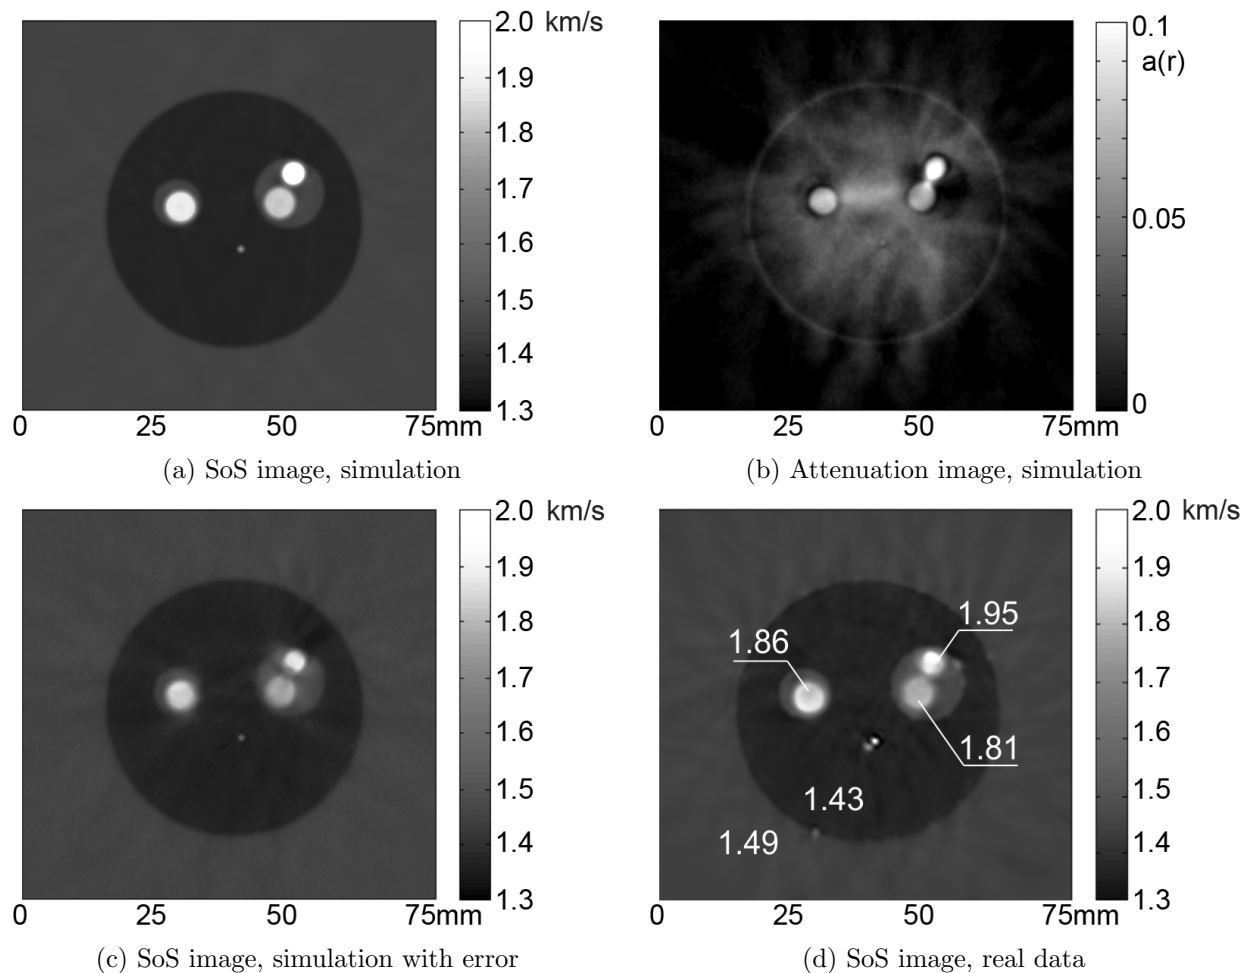 2.0 km/s
1.9
1.8
1.7
1.6
1.5
1.4
1.3
0 25 50 75mm
(a) SoS image, simulation
0.1
a(r)
0.05
0
0 25 50 75mm
(b) Attenuation image, simulation
2.0 km/s
1.9
1.8
1.7
1.6
1.5
1.4
1.3
0 25 50 75mm
(c) SoS image, simulation with error
2.0 km/s
1.9
1.8
1.7
1.6
1.5
1.4
1.3
1.95
1.86
1.81
1.43
1.49
0 25 50 75mm
(d) SoS image, real data